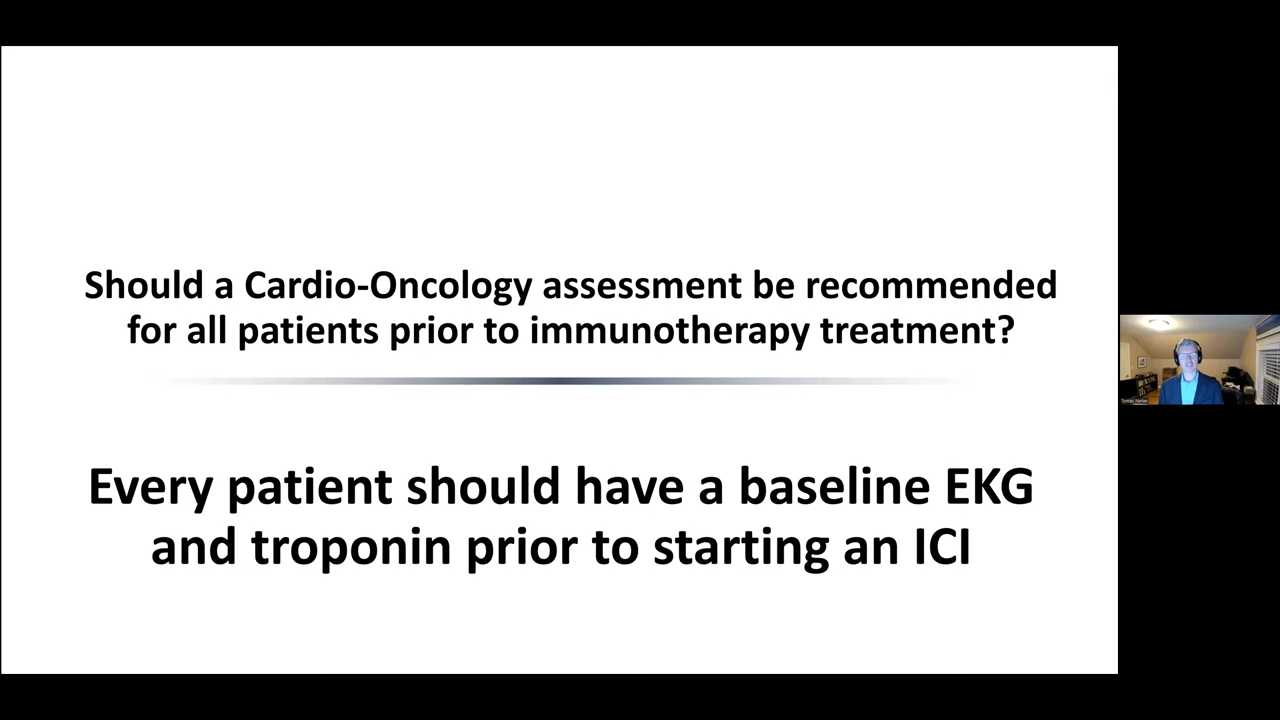 Should a Cardio-Oncology assessment be recommended
for all patients prior to immunotherapy treatment?
Every patient should have a baseline EKG
and troponin prior to starting an ICI